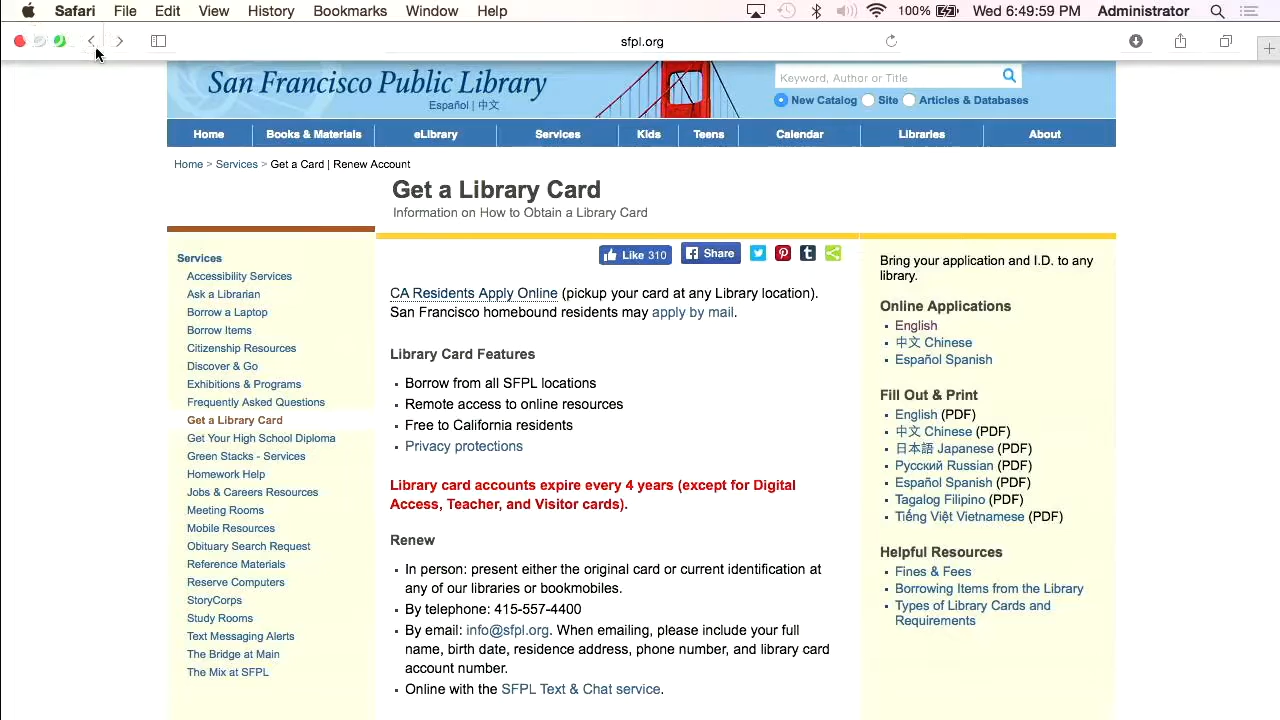 Safari File Edit View History Bookmarks Window Help 100% Wed 6:49:59 PM Administrator
sfpl.org
San Francisco Public Library
Español | 中文
Keyword, Author or Title
New Catalog Site Articles & Databases
Home Books & Materials eLibrary Services Kids Teens Calendar Libraries About
Home > Services > Get a Card | Renew Account
Get a Library Card
Information on How to Obtain a Library Card
Services
Accessibility Services
Ask a Librarian
Borrow a Laptop
Borrow Items
Citizenship Resources
Discover & Go
Exhibitions & Programs
Frequently Asked Questions
Get a Library Card
Get Your High School Diploma
Green Stacks - Services
Homework Help
Jobs & Careers Resources
Meeting Rooms
Mobile Resources
Obituary Search Request
Reference Materials
Reserve Computers
StoryCorps
Study Rooms
Text Messaging Alerts
The Bridge at Main
The Mix at SFPL
Like 310 Share
CA Residents Apply Online (pickup your card at any Library location).
San Francisco homebound residents may apply by mail.
Library Card Features
Borrow from all SFPL locations
Remote access to online resources
Free to California residents
Privacy protections
Library card accounts expire every 4 years (except for Digital
Access, Teacher, and Visitor cards).
Renew
In person: present either the original card or current identification at
any of our libraries or bookmobiles.
By telephone: 415-557-4400
By email: info@sfpl.org. When emailing, please include your full
name, birth date, residence address, phone number, and library card
account number.
Online with the SFPL Text & Chat service.
Bring your application and I.D. to any
library.
Online Applications
English
中文 Chinese
Español Spanish
Fill Out & Print
English (PDF)
中文 Chinese (PDF)
日本語 Japanese (PDF)
Русский Russian (PDF)
Español Spanish (PDF)
Tagalog Filipino (PDF)
Tiếng Việt Vietnamese (PDF)
Helpful Resources
Fines & Fees
Borrowing Items from the Library
Types of Library Cards and
Requirements